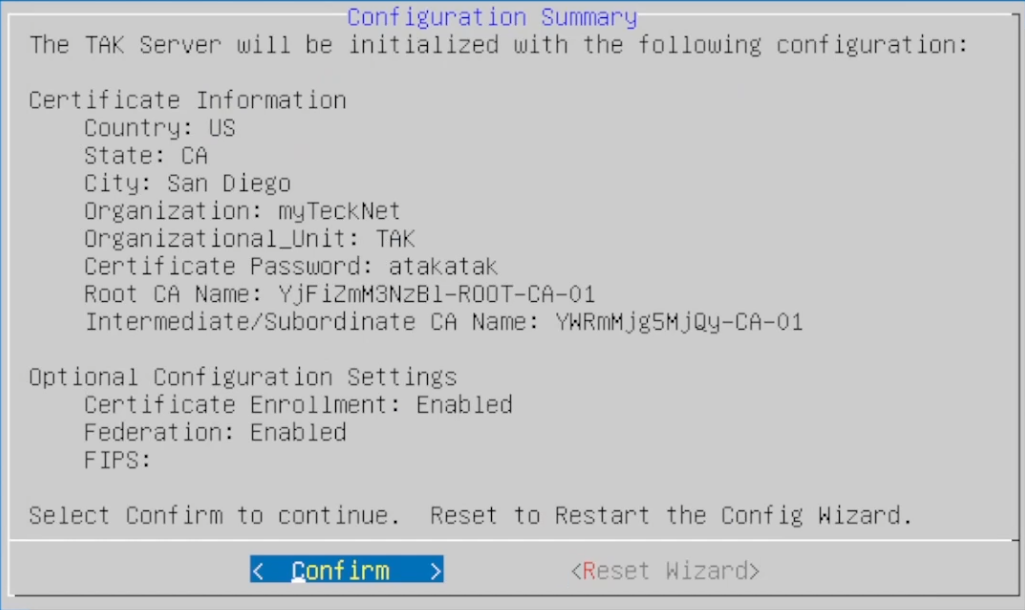 Configuration Summary
The TAK Server will be initialized with the following configuration:
Certificate Information
Country: US
State: CA
City: San Diego
Organization: myTeckNet
Organizational_Unit: TAK
Certificate Password: atakatak
Root CA Name: YjFiZmM3NzBl-ROOT-CA-01
Intermediate/Subordinate CA Name: YWRmMjg5MjQy-CA-01
Optional Configuration Settings
Certificate Enrollment: Enabled
Federation: Enabled
FIPS:
Select Confirm to continue.  Reset to Restart the Config Wizard.
< Confirm > <Reset Wizard>